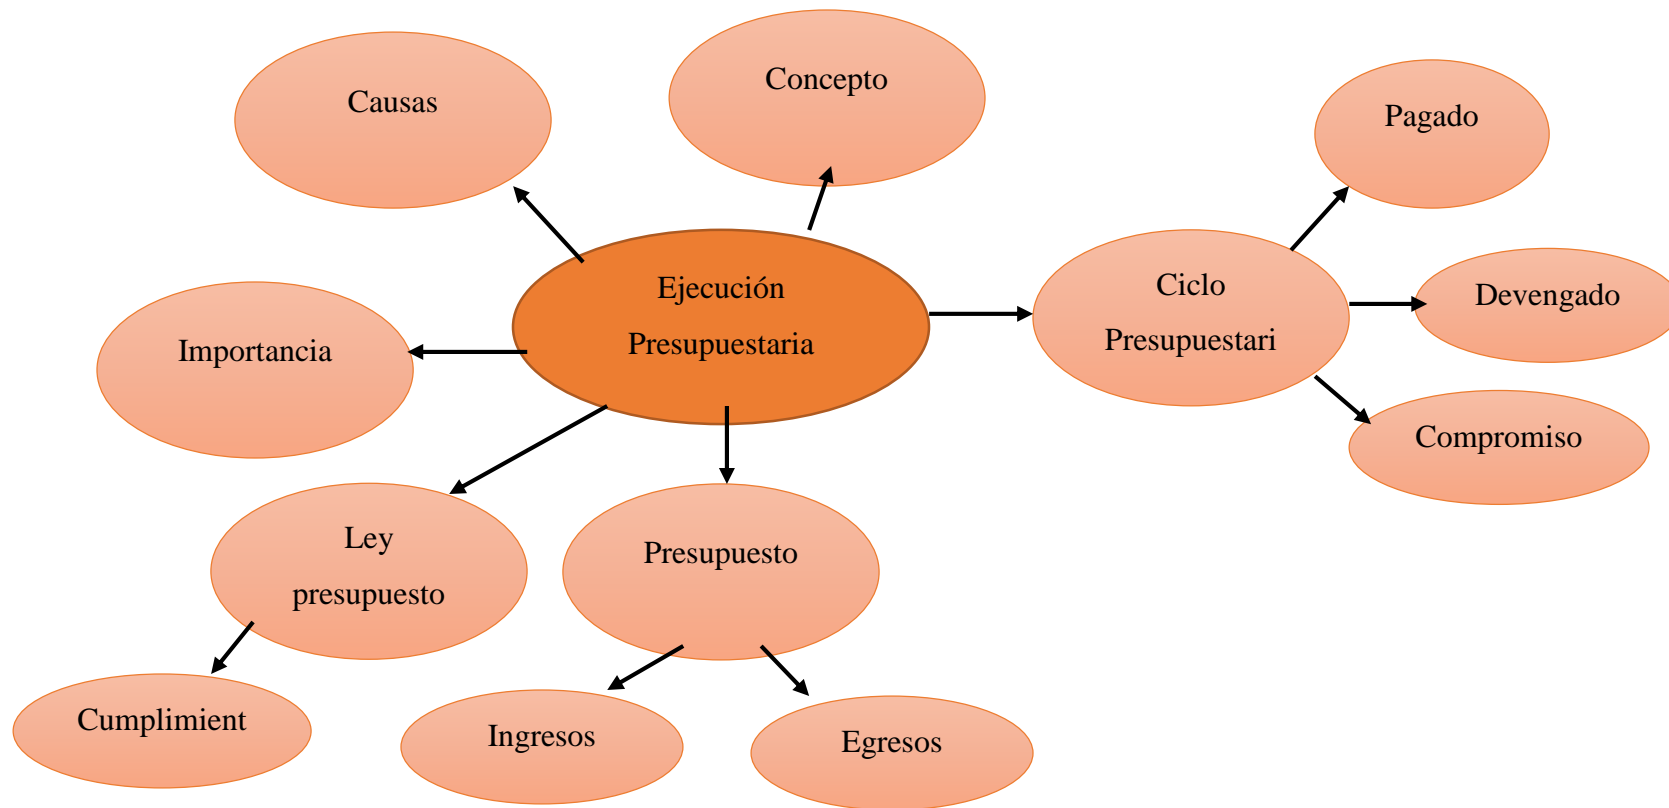 Concepto
Causas
Pagado
Ejecución
Presupuestaria
Ciclo
Presupuestari
Devengado
Importancia
Compromiso
Ley
presupuesto
Presupuesto
Cumplimient
Ingresos
Egresos